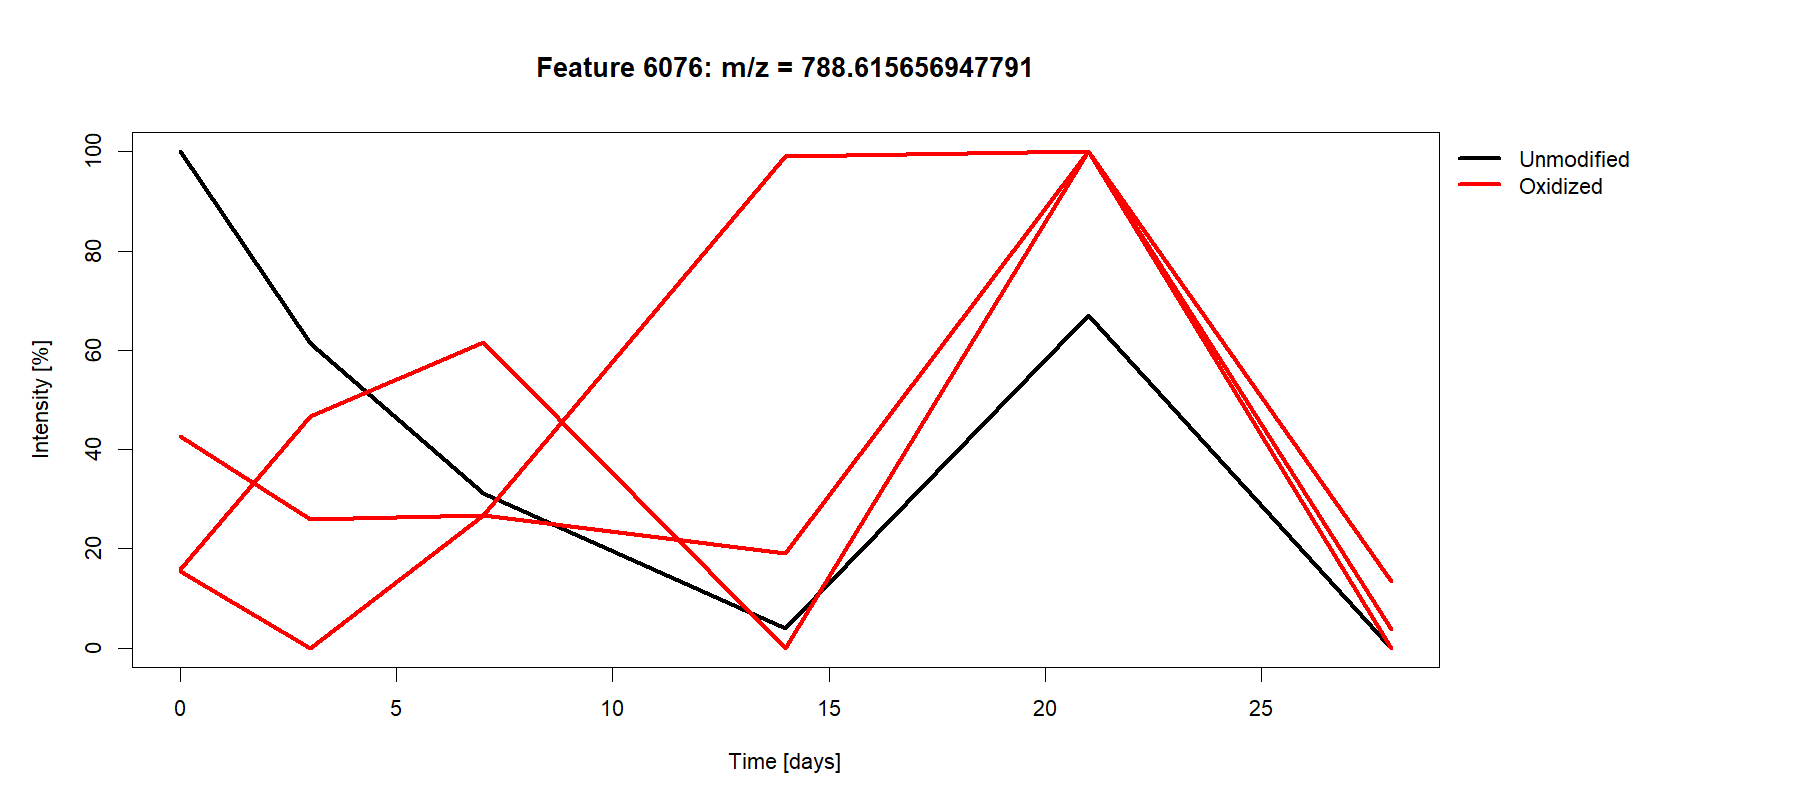 Feature 6076: m/z = 788.615656947791
Unmodified
Oxidized
Intensity [%]
100
80
60
40
20
0
0 5 10 15 20 25
Time [days]